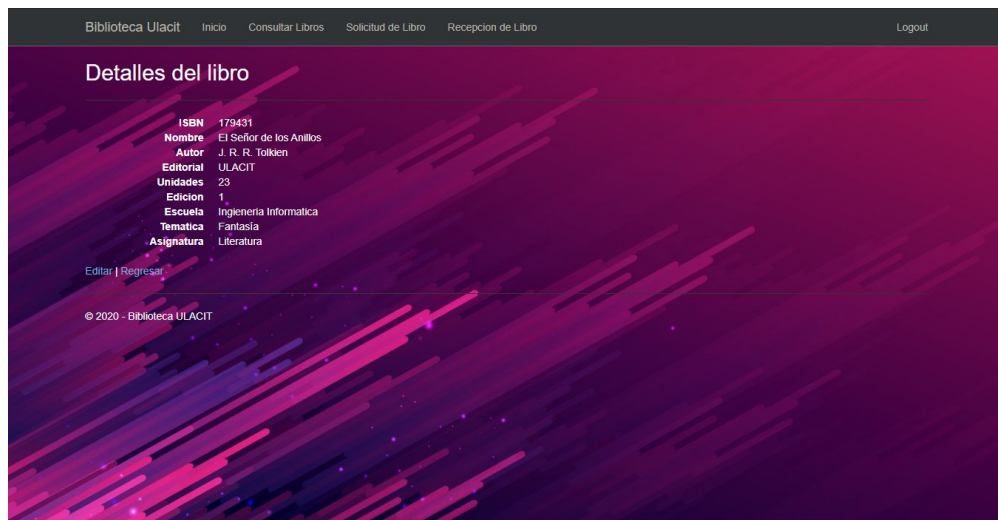 Biblioteca Ulacit Inicio Consultar Libros Solicitud de Libro Recepcion de Libro Logout
Detalles del libro
ISBN 179431
Nombre El Señor de los Anillos
Autor J. R. R. Tolkien
Editorial ULACIT
Unidades 23
Edicion 1
Escuela Ingieneria Informatica
Tematica Fantasía
Asignatura Literatura
Editar | Regresar
© 2020 - Biblioteca ULACIT